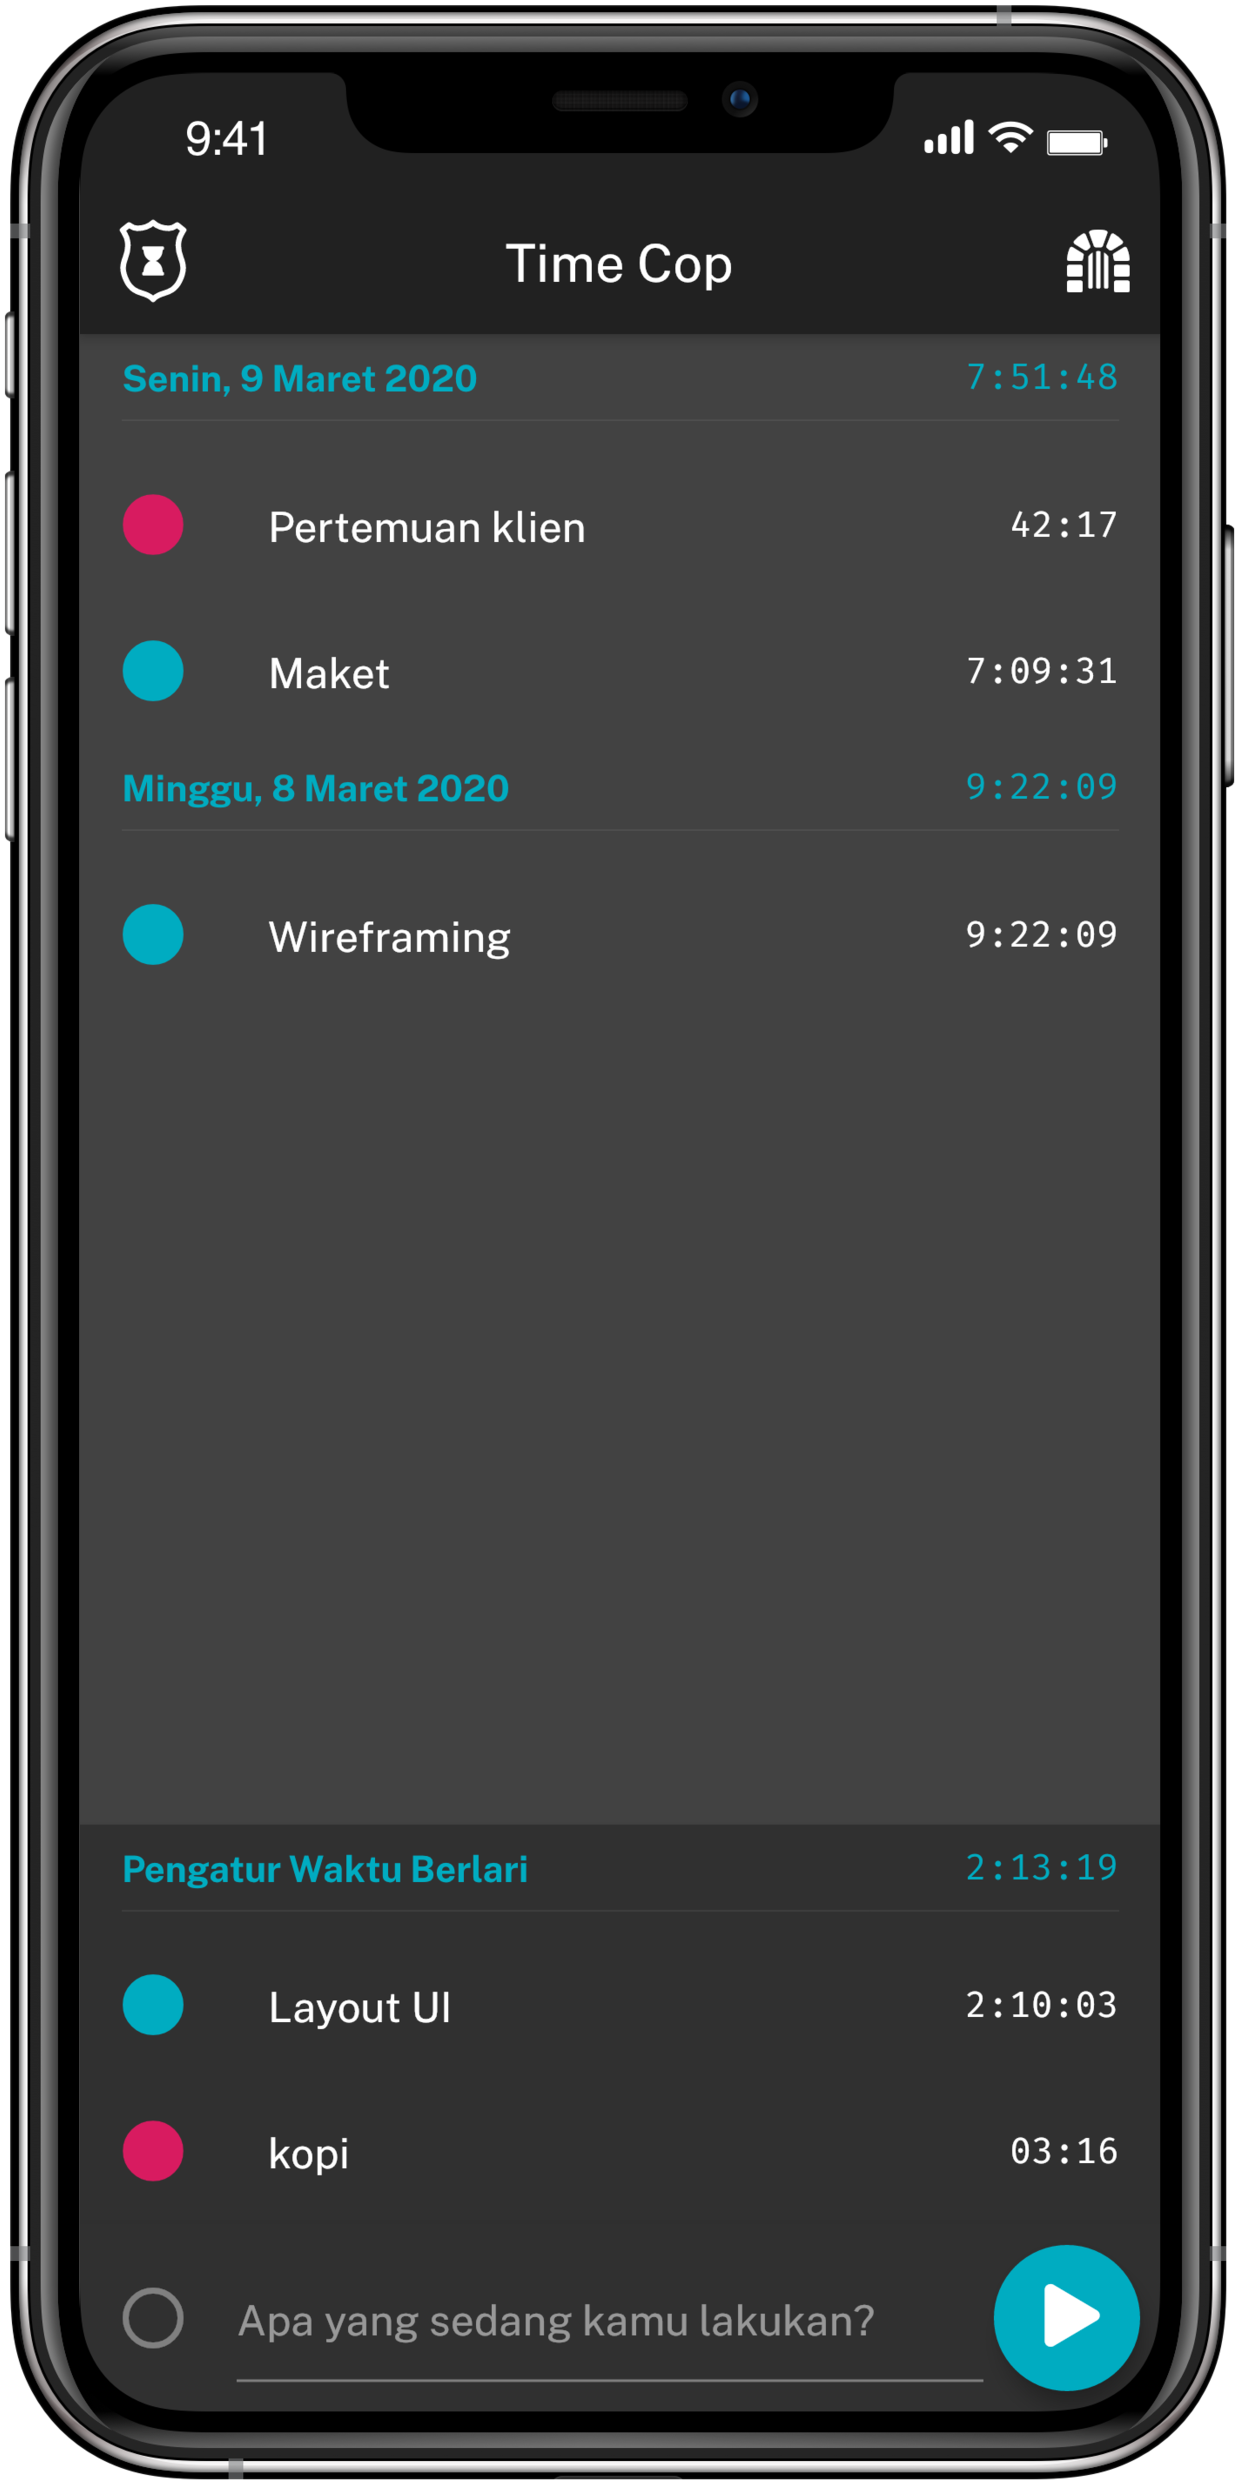 9:41
Time Cop
Senin, 9 Maret 2020 7:51:48
Pertemuan klien 42:17
Maket 7:09:31
Minggu, 8 Maret 2020 9:22:09
Wireframing 9:22:09
Pengatur Waktu Berlari 2:13:19
Layout UI 2:10:03
kopi 03:16
Apa yang sedang kamu lakukan?